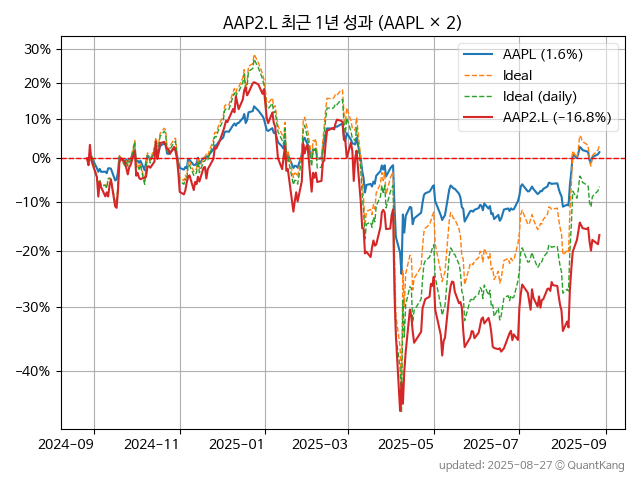 AAP2.L 최근 1년 성과 (AAPL × 2)
30%
20%
10%
0%
−10%
−20%
−30%
−40%
AAPL (1.6%)
Ideal
Ideal (daily)
AAP2.L (−16.8%)
2024-09
2024-11
2025-01
2025-03
2025-05
2025-07
2025-09
updated: 2025-08-27 © QuantKang